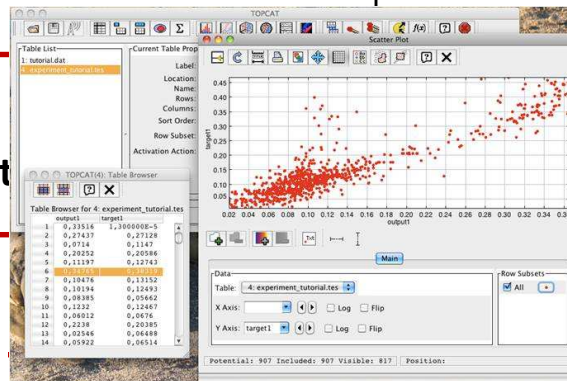 TOPCAT
Table List
1: tutorial.dat
4: experiment_tutorial.tes
Current Table Prop
Label:
Location:
Name:
Rows:
Columns:
Sort Order:
Row Subset:
Activation Action:
Scatter Plot
target1
0.45
0.40
0.35
0.30
0.25
0.20
0.15
0.10
0.05
0.02 0.04 0.06 0.08 0.10 0.12 0.14 0.16 0.18 0.20 0.22 0.24 0.26 0.28 0.30 0.32 0.34 0.3
output1
t
TOPCAT(4): Table Browser
Table Browser for 4: experiment_tutorial.tes
output1 target1
1 0,33516 1,300000E-5
2 0,27437 0,27128
3 0,0714 0,1147
4 0,20252 0,20586
5 0,11197 0,12743
6
7 0,10476 0,13152
8 0,10194 0,12493
9 0,08385 0,05662
10 0,1232 0,12467
11 0,06012 0,0676
12 0,2238 0,20385
13 0,02546 0,06488
14 0,05922 0,06514
Main
Data
Table: 4: experiment_tutorial.tes
X Axis: Log Flip
Y Axis: target1 Log Flip
Row Subsets
All
Potential: 907 Included: 907 Visible: 817 Position: